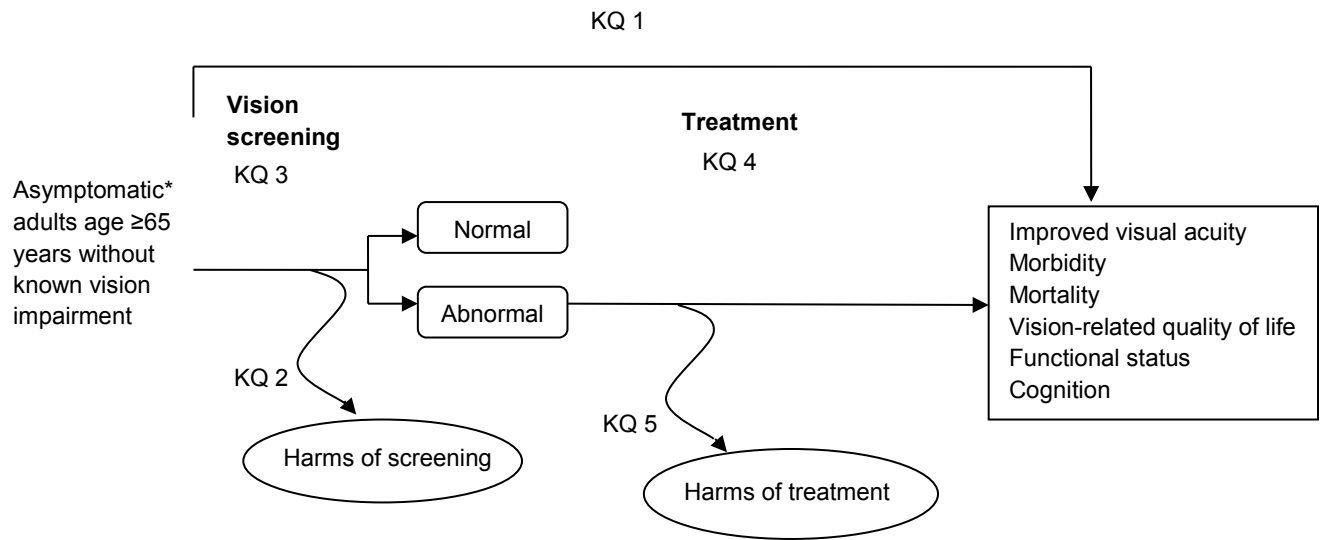 KQ 1
Vision
screening
KQ 3
Treatment
KQ 4
Asymptomatic*
adults age ≥65
years without
known vision
impairment
Normal
Abnormal
Improved visual acuity
Morbidity
Mortality
Vision-related quality of life
Functional status
Cognition
KQ 2
KQ 5
Harms of screening
Harms of treatment